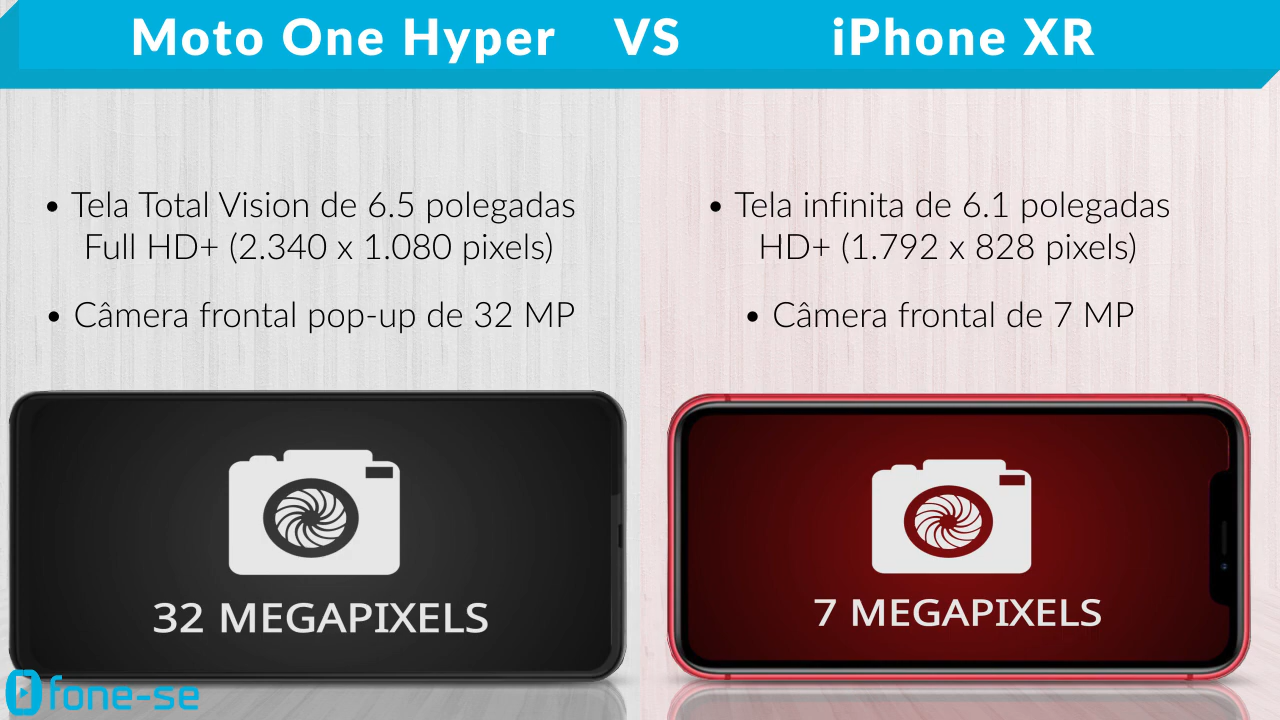 Moto One Hyper VS iPhone XR
• Tela Total Vision de 6.5 polegadas
Full HD+ (2.340 x 1.080 pixels)
• Câmera frontal pop-up de 32 MP
• Tela infinita de 6.1 polegadas
HD+ (1.792 x 828 pixels)
• Câmera frontal de 7 MP
32 MEGAPIXELS
7 MEGAPIXELS
fone-se